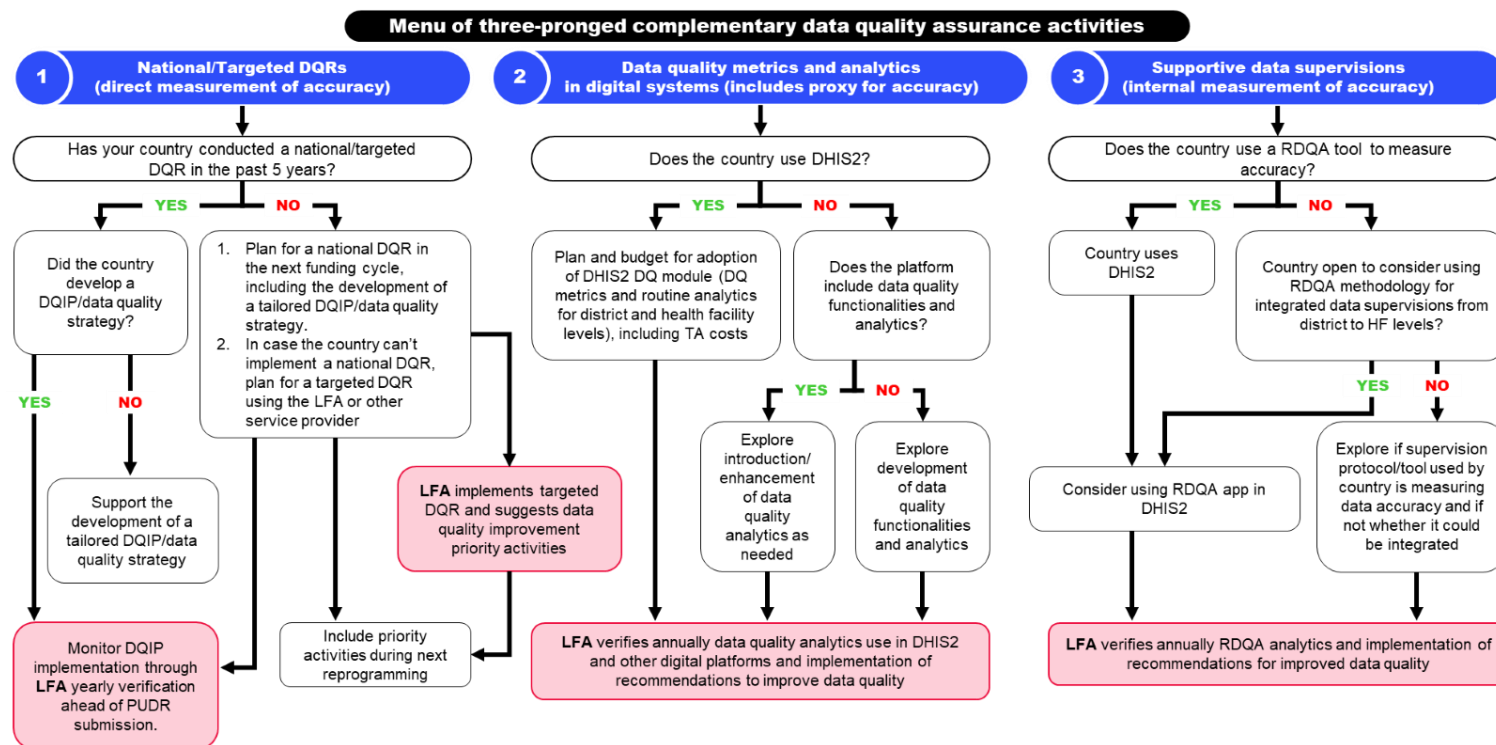 Menu of three-pronged complementary data quality assurance activities
1
National/Targeted DQRs
(direct measurement of accuracy)
Has your country conducted a national/targeted
DQR in the past 5 years?
YES
NO
Did the country
develop a
DQIP/data quality
strategy?
1. Plan for a national DQR in
the next funding cycle,
including the development of
a tailored DQIP/data quality
strategy.
2. In case the country can't
implement a national DQR,
plan for a targeted DQR
using the LFA or other
service provider
YES
NO
Support the
development of a
tailored DQIP/data
quality strategy
LFA implements targeted
DQR and suggests data
quality improvement
priority activities
Monitor DQIP
implementation through
LFA yearly verification
ahead of PUDR
submission.
Include priority
activities during next
reprogramming
2
Data quality metrics and analytics
in digital systems (includes proxy for accuracy)
Does the country use DHIS2?
YES
NO
Plan and budget for adoption
of DHIS2 DQ module (DQ
metrics and routine analytics
for district and health facility
levels), including TA costs
Does the platform
include data quality
functionalities and
analytics?
YES
NO
Explore
introduction/
enhancement of
data quality
analytics as
needed
Explore
development of
data quality
functionalities
and analytics
LFA verifies annually data quality analytics use in DHIS2
and other digital platforms and implementation of
recommendations to improve data quality
3
Supportive data supervisions
(internal measurement of accuracy)
Does the country use a RDQA tool to measure
accuracy?
YES
NO
Country uses
DHIS2
Country open to consider using
RDQA methodology for
integrated data supervisions from
district to HF levels?
YES
NO
Consider using RDQA app in
DHIS2
Explore if supervision
protocol/tool used by
country is measuring
data accuracy and if
not whether it could
be integrated
LFA verifies annually RDQA analytics and implementation of
recommendations for improved data quality